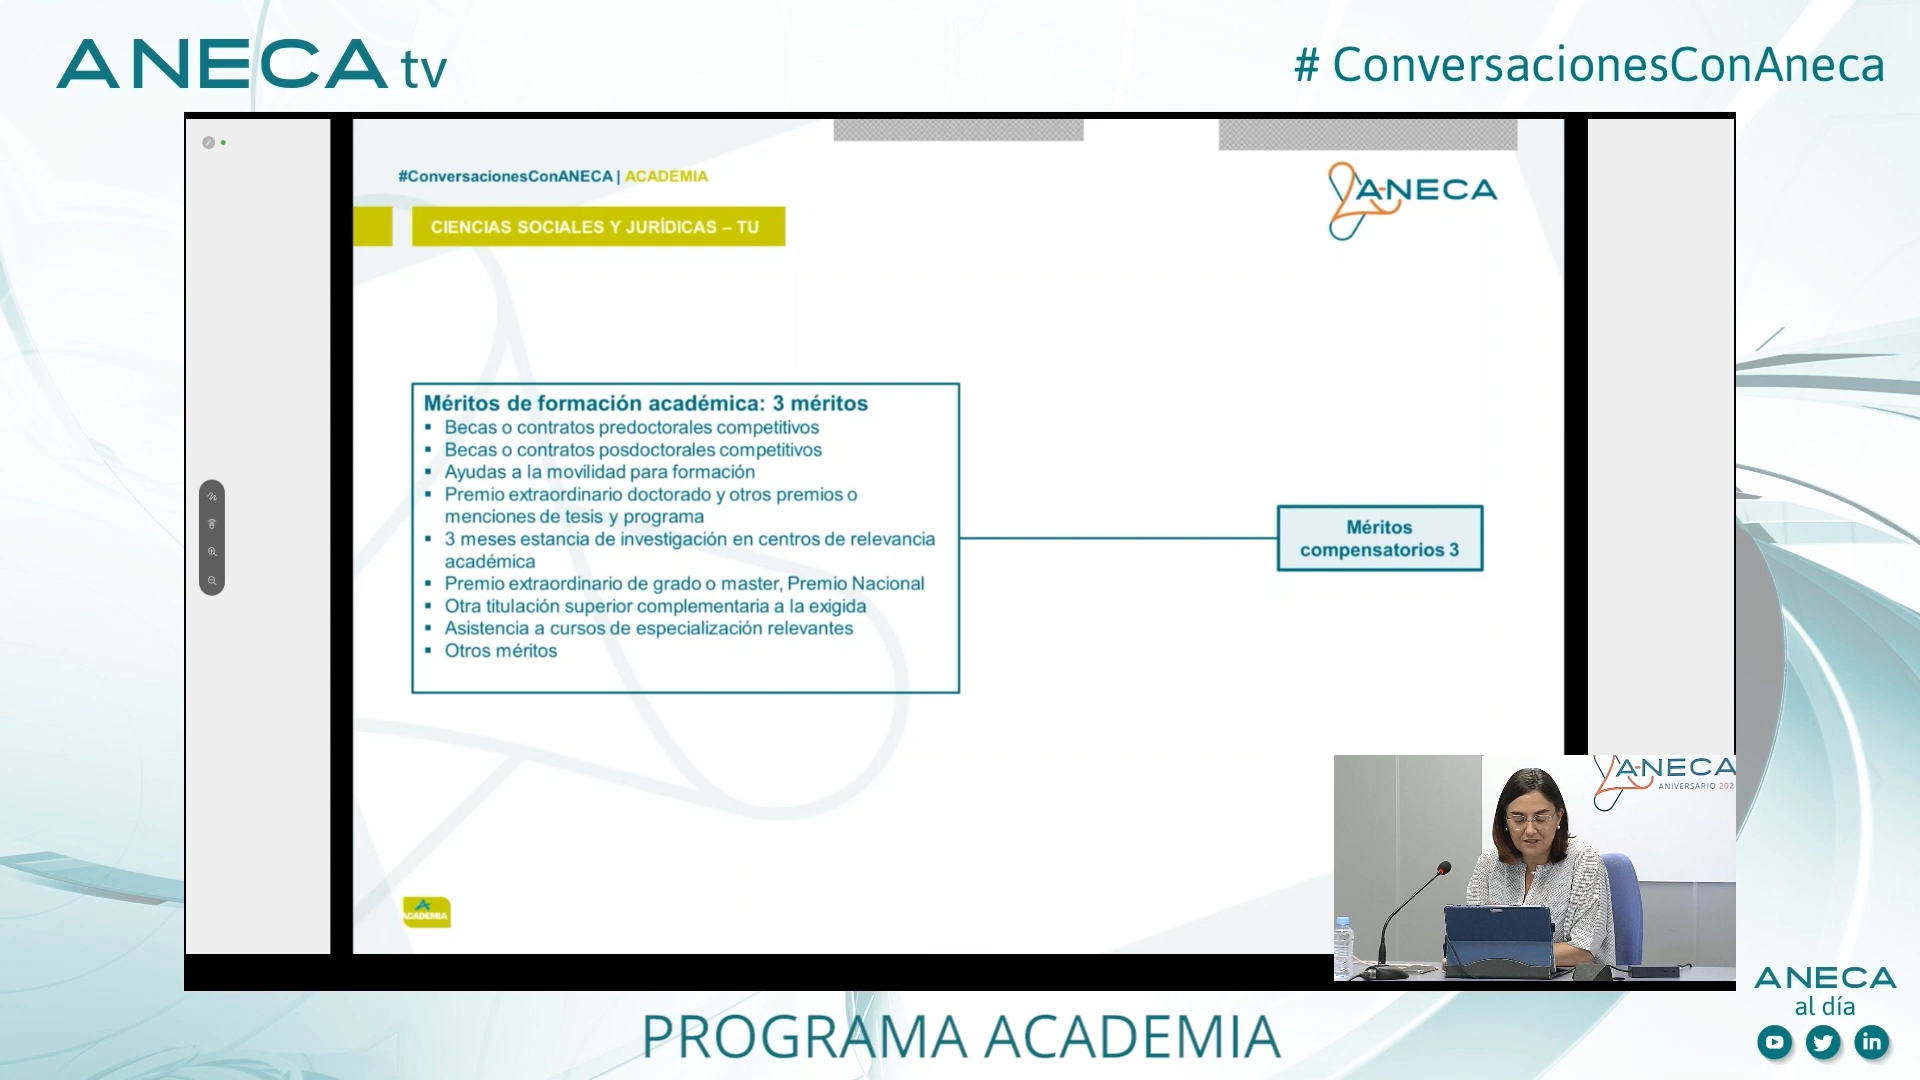 ANECA tv
# ConversacionesConAneca
#ConversacionesConANECA | ACADEMIA
ANECA
CIENCIAS SOCIALES Y JURÍDICAS – TU
Méritos de formación académica: 3 méritos
▪ Becas o contratos predoctorales competitivos
▪ Becas o contratos posdoctorales competitivos
▪ Ayudas a la movilidad para formación
▪ Premio extraordinario doctorado y otros premios o
menciones de tesis y programa
▪ 3 meses estancia de investigación en centros de relevancia
académica
▪ Premio extraordinario de grado o master, Premio Nacional
▪ Otra titulación superior complementaria a la exigida
▪ Asistencia a cursos de especialización relevantes
▪ Otros méritos
Méritos
compensatorios 3
ACADEMIA
ANECA
ANIVERSARIO 202
ANECA
al día
in
PROGRAMA ACADEMIA